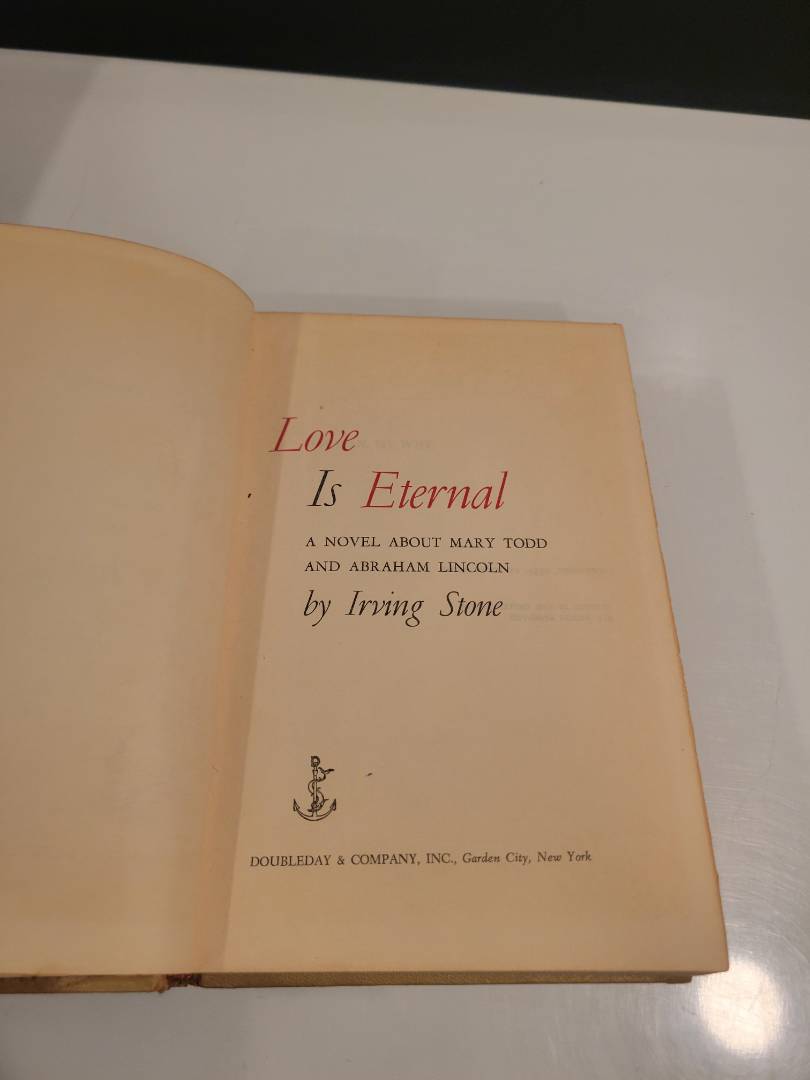 Love
Is Eternal
A NOVEL ABOUT MARY TODD
AND ABRAHAM LINCOLN
by Irving Stone
DOUBLEDAY & COMPANY, INC., Garden City, New York